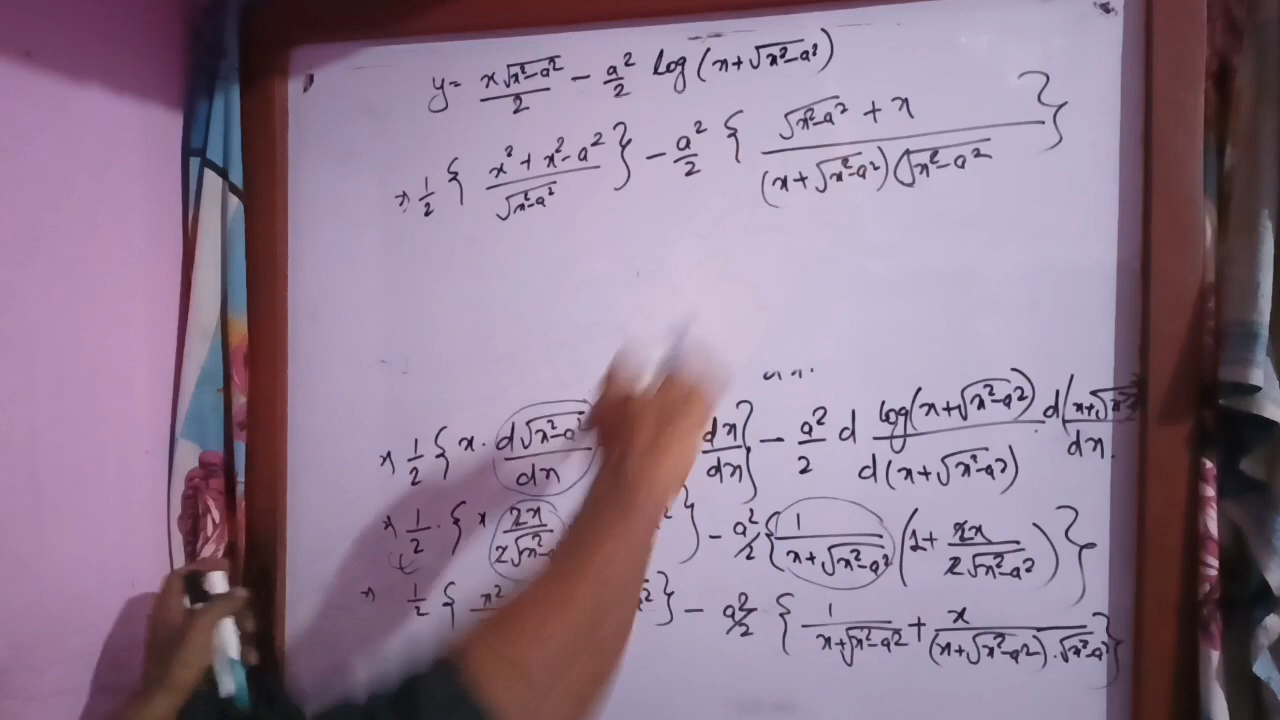 y= x√x²-a² / 2 - a²/2 log(x+√x²-a²)
⇒ 1/2 { x²+x²-a² / √x²-a² } - a²/2 { √x²-a² + x / (x+√x²-a²)(√x²-a² }
⇒ 1/2 { x. d√x²-a² / dx dx/dx } - a²/2 d log(x+√x²-a²) / d(x+√x²-a²) . d(x+√x² / dx.
⇒ 1/2 . { x 2x / 2√x²- } - a²/2 { 1 / x+√x²-a² (1+ 2x / 2√x²-a² ) }
⇒ 1/2 { x² } - a²/2 { 1 / x+√x²-a² + x / (x+√x²-a²).√x²-a² }